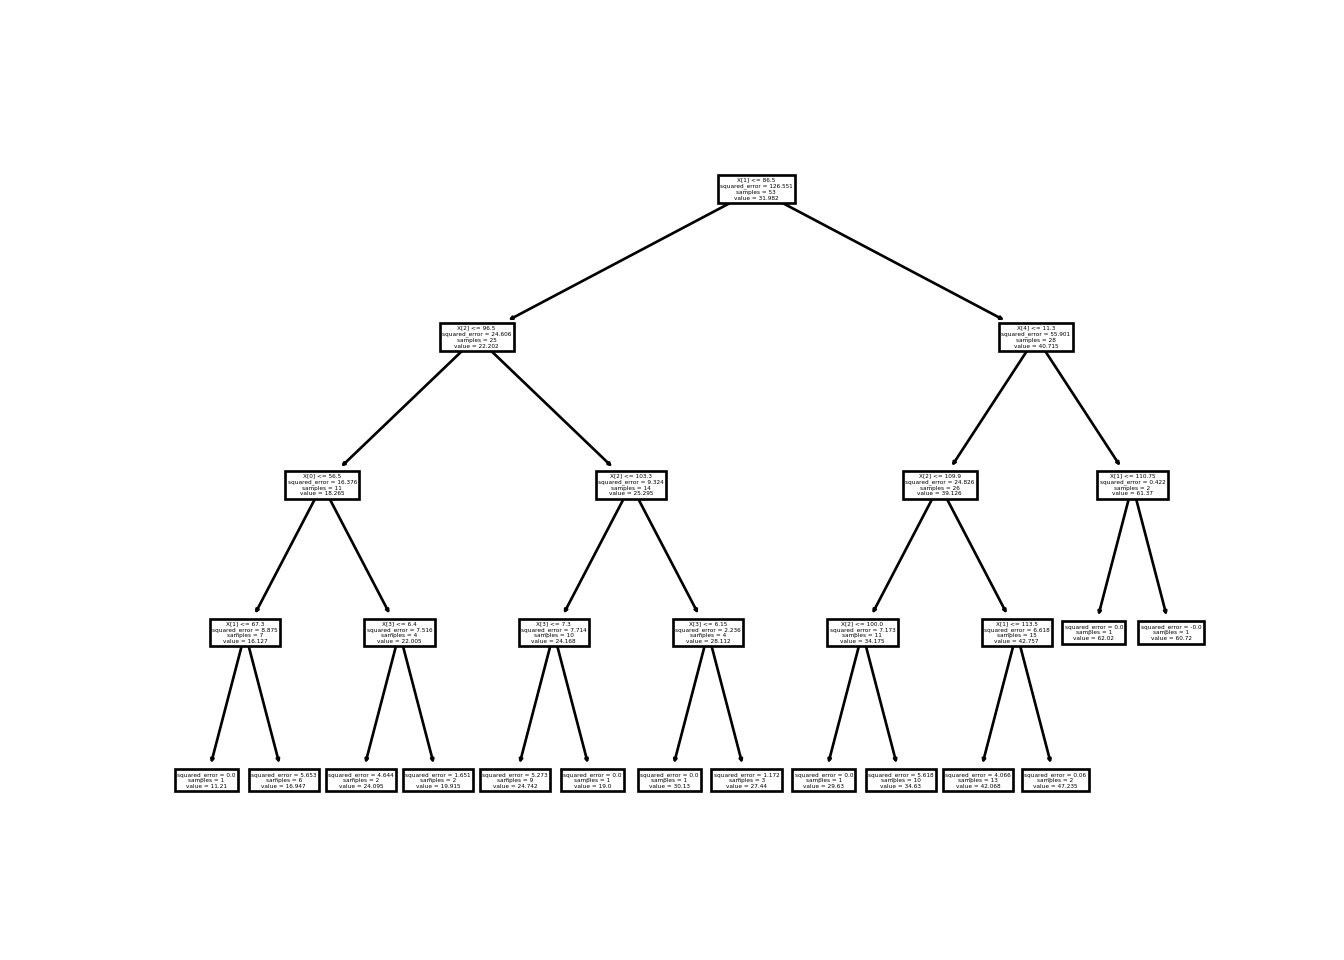 X[1] <= 86.5
squared_error = 126.551
samples = 53
value = 31.982
X[2] <= 96.5
squared_error = 24.606
samples = 25
value = 22.202
X[4] <= 11.3
squared_error = 55.901
samples = 28
value = 40.715
X[0] <= 56.5
squared_error = 16.376
samples = 11
value = 18.265
X[2] <= 103.3
squared_error = 9.324
samples = 14
value = 25.295
X[2] <= 109.9
squared_error = 24.826
samples = 26
value = 39.126
X[1] <= 110.75
squared_error = 0.422
samples = 2
value = 61.37
X[1] <= 67.3
squared_error = 8.875
samples = 7
value = 16.127
X[3] <= 6.4
squared_error = 7.516
samples = 4
value = 22.005
X[3] <= 7.3
squared_error = 7.714
samples = 10
value = 24.168
X[3] <= 6.15
squared_error = 2.236
samples = 4
value = 28.112
X[2] <= 100.0
squared_error = 7.173
samples = 11
value = 34.175
X[1] <= 113.5
squared_error = 6.618
samples = 15
value = 42.757
squared_error = 0.0
samples = 1
value = 62.02
squared_error = -0.0
samples = 1
value = 60.72
squared_error = 0.0
samples = 1
value = 11.21
squared_error = 5.653
samples = 6
value = 16.947
squared_error = 4.644
samples = 2
value = 24.095
squared_error = 1.651
samples = 2
value = 19.915
squared_error = 5.273
samples = 9
value = 24.742
squared_error = 0.0
samples = 1
value = 19.0
squared_error = 0.0
samples = 1
value = 30.13
squared_error = 1.172
samples = 3
value = 27.44
squared_error = 0.0
samples = 1
value = 29.63
squared_error = 5.618
samples = 10
value = 34.63
squared_error = 4.066
samples = 13
value = 42.068
squared_error = 0.06
samples = 2
value = 47.235